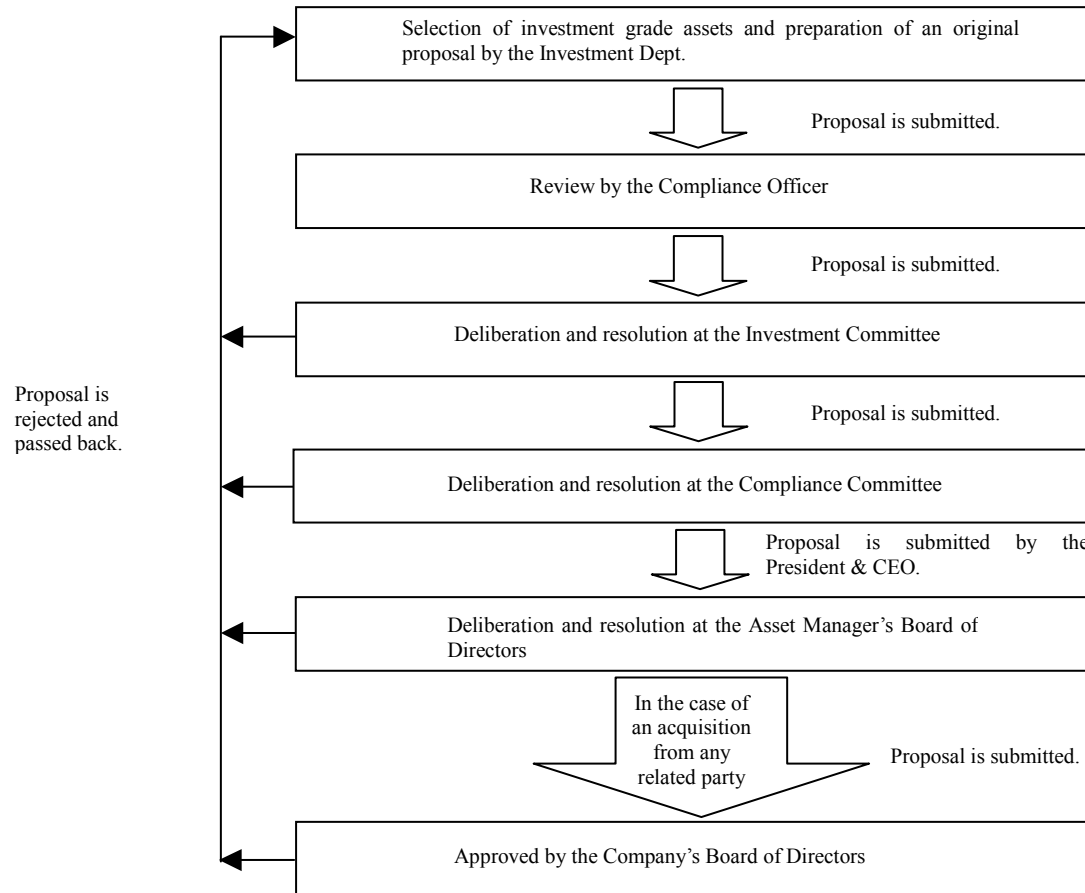 Selection of investment grade assets and preparation of an original
proposal by the Investment Dept.
Proposal is submitted.
Review by the Compliance Officer
Proposal is submitted.
Deliberation and resolution at the Investment Committee
Proposal is
rejected and
passed back.
Proposal is submitted.
Deliberation and resolution at the Compliance Committee
Proposal is submitted by the
President & CEO.
Deliberation and resolution at the Asset Manager's Board of
Directors
In the case of
an acquisition
from any
related party
Proposal is submitted.
Approved by the Company's Board of Directors